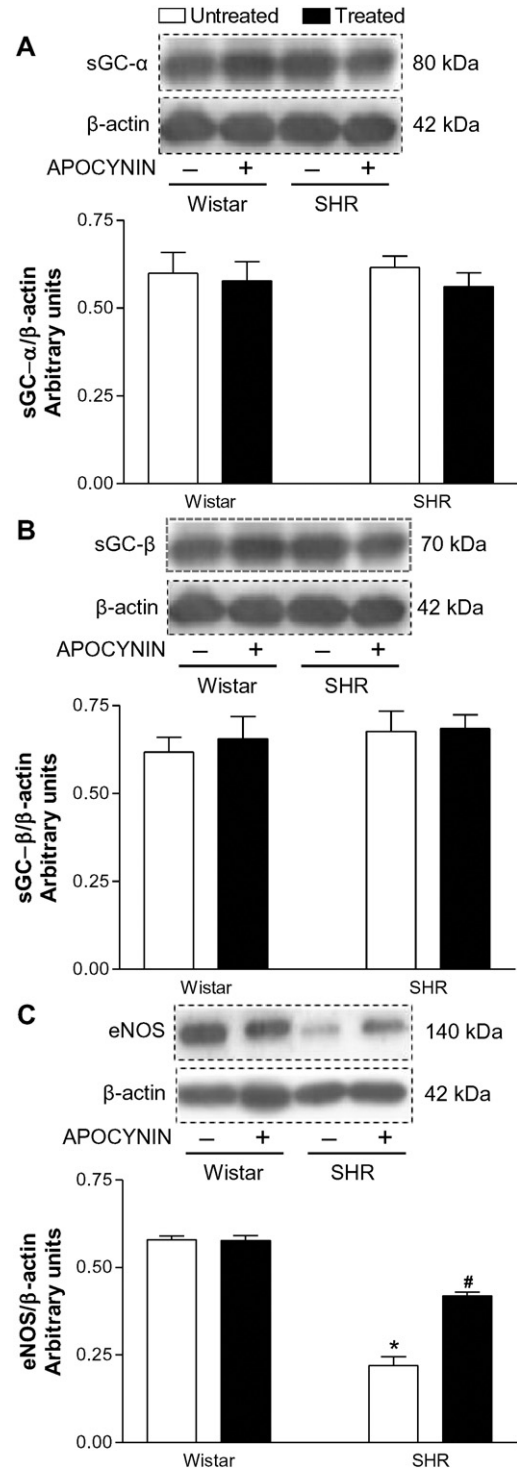 Untreated Treated
A
sGC-α 80 kDa
β-actin 42 kDa
APOCYNIN – + – +
Wistar SHR
sGC–α/β-actin
Arbitrary units
0.75
0.50
0.25
0.00
Wistar SHR
B
sGC-β 70 kDa
β-actin 42 kDa
APOCYNIN – + – +
Wistar SHR
sGC–β/β-actin
Arbitrary units
0.75
0.50
0.25
0.00
Wistar SHR
C
eNOS 140 kDa
β-actin 42 kDa
APOCYNIN – + – +
Wistar SHR
eNOS/β-actin
Arbitrary units
0.75
0.50
0.25
0.00
* #
Wistar SHR